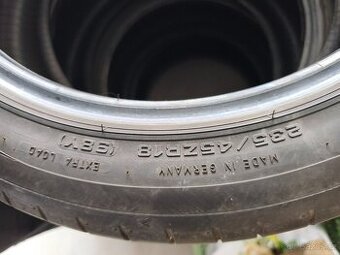 235/45ZR18 (98Y)
MADE IN GERMANY
EXTRA LOAD